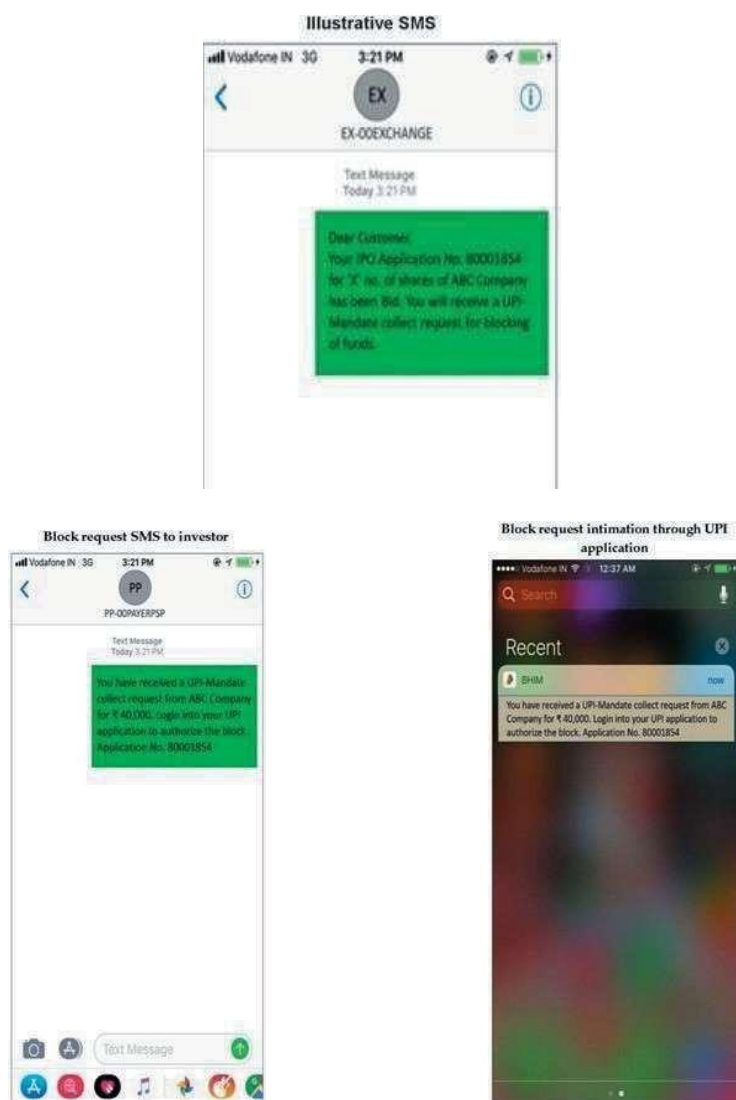 Illustrative SMS
Vodafone IN 3G 3:21 PM
EX
EX-00EXCHANGE
Text Message
Today 3:21 PM
Dear Customer
Your IPO Application No. 80001854
for 'X' no. of shares of ABC Company
has been Bid. You will receive a UPI-
Mandate collect request for blocking
of funds.
Block request SMS to investor
Vodafone IN 3G 3:21 PM
PP
PP-00PAYERPSP
Text Message
Today 3:21 PM
You have received a UPI-Mandate
collect request from ABC Company
for ₹ 40,000. Login into your UPI
application to authorize the block.
Application No. 80001854
Text Message
Block request intimation through UPI
application
Vodafone IN 12:37 AM
Search
Recent
BHIM now
You have received a UPI-Mandate collect request from ABC
Company for ₹ 40,000. Login into your UPI application to
authorize the block. Application No. 80001854